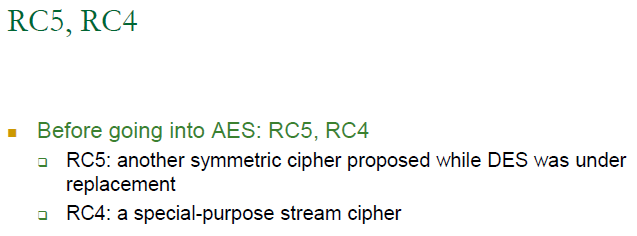 RC5, RC4
Before going into AES: RC5, RC4
RC5: another symmetric cipher proposed while DES was under
replacement
RC4: a special-purpose stream cipher